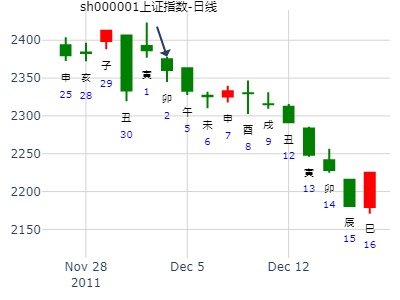 sh000001上证指数-日线
2400
2350
2300
2250
2200
2150
申
25
亥
28
子
29
丑
30
寅
1
卯
2
午
5
未
6
申
7
酉
8
戌
9
丑
12
寅
13
卯
14
辰
15
巳
16
Nov 28
2011
Dec 5
Dec 12